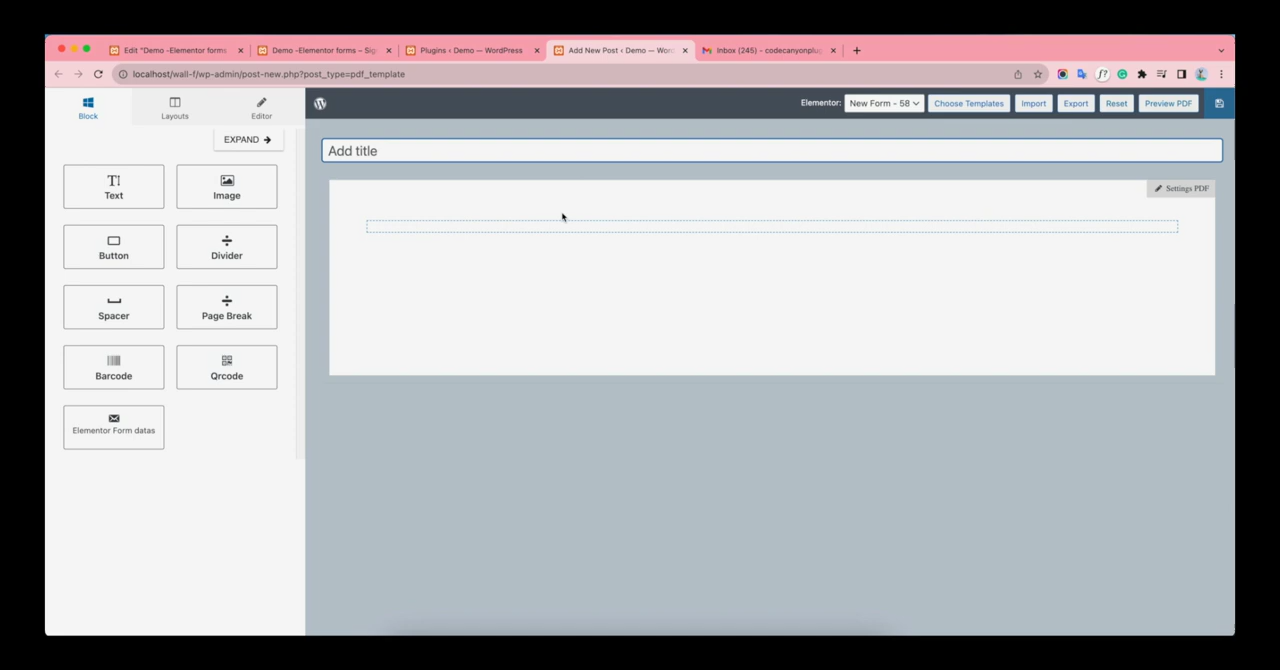 Edit "Demo -Elementor forms
Demo -Elementor forms – Sig
Plugins ‹ Demo — WordPress
Add New Post ‹ Demo — Wor
Inbox (245) - codecanyonplu
localhost/wall-f/wp-admin/post-new.php?post_type=pdf_template
Block
Layouts
Editor
Elementor:
New Form - 58
Choose Templates
Import
Export
Reset
Preview PDF
EXPAND
Add title
Settings PDF
Text
Image
Button
Divider
Spacer
Page Break
Barcode
Qrcode
Elementor Form datas